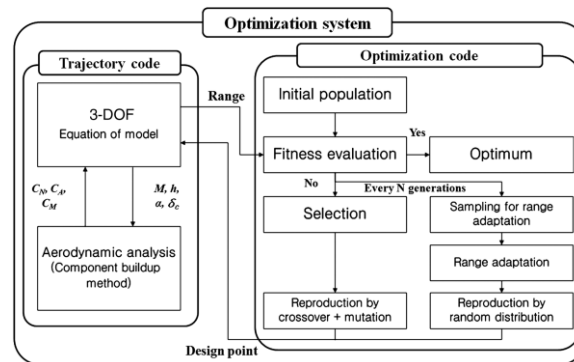 Optimization system
Trajectory code
Optimization code
3-DOF
Equation of model
Range
C_N, C_A,
C_M
M, h,
α, δ_c
Aerodynamic analysis
(Component buildup
method)
Initial population
Fitness evaluation
Yes
Optimum
No
Every N generations
Selection
Sampling for range
adaptation
Range adaptation
Reproduction by
crossover + mutation
Reproduction by
random distribution
Design point